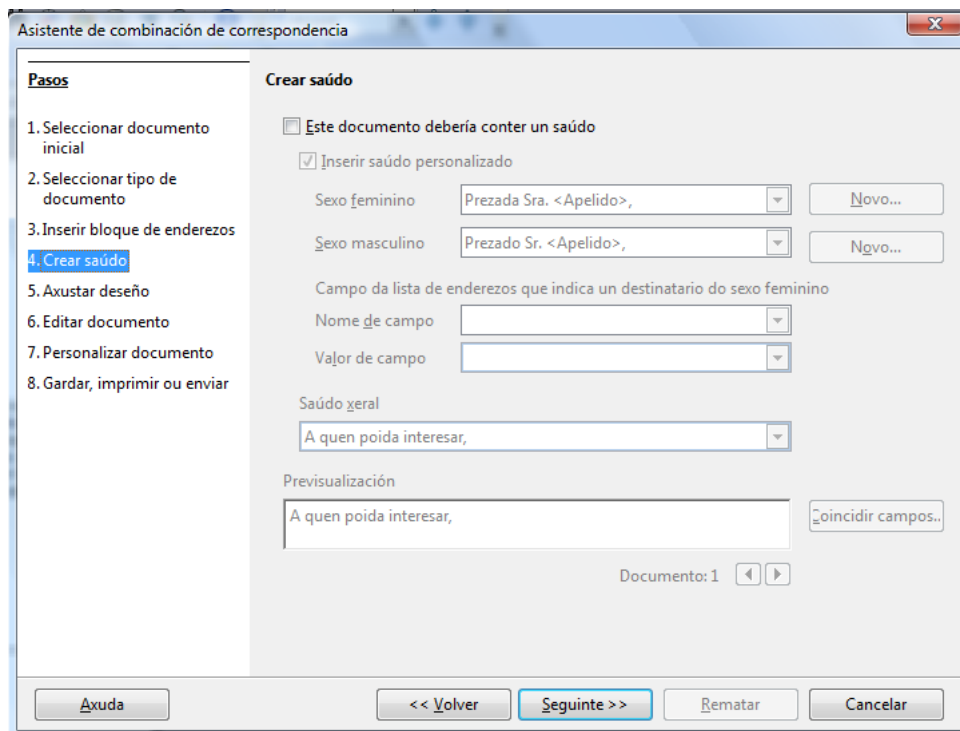 Asistente de combinación de correspondencia
Pasos
1. Seleccionar documento
inicial
2. Seleccionar tipo de
documento
3. Inserir bloque de enderezos
4. Crear saúdo
5. Axustar deseño
6. Editar documento
7. Personalizar documento
8. Gardar, imprimir ou enviar
Crear saúdo
Este documento debería conter un saúdo
Inserir saúdo personalizado
Sexo feminino Prezada Sra. <Apelido>, Novo...
Sexo masculino Prezado Sr. <Apelido>, Novo...
Campo da lista de enderezos que indica un destinatario do sexo feminino
Nome de campo
Valor de campo
Saúdo xeral
A quen poida interesar,
Previsualización
A quen poida interesar, Coincidir campos..
Documento: 1
Axuda << Volver Seguinte >> Rematar Cancelar